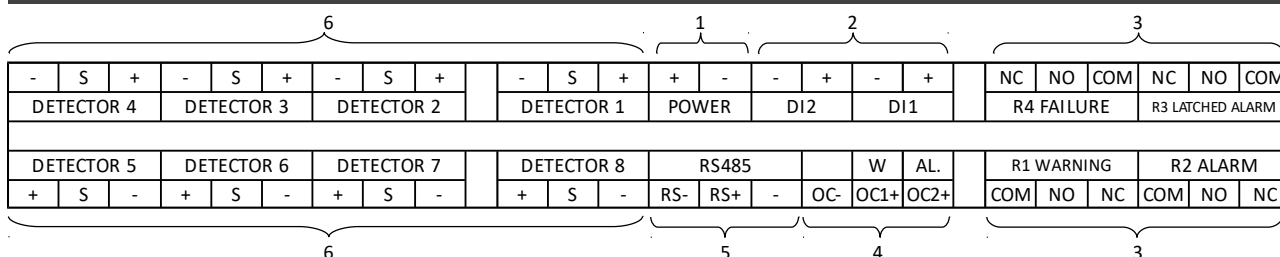 6 1 2 3
- S + - S + - S + - S + + - - + - + NC NO COM NC NO COM
DETECTOR 4 DETECTOR 3 DETECTOR 2 DETECTOR 1 POWER DI2 DI1 R4 FAILURE R3 LATCHED ALARM
DETECTOR 5 DETECTOR 6 DETECTOR 7 DETECTOR 8 RS485 W AL. R1 WARNING R2 ALARM
+ S - + S - + S - + S - RS- RS+ - OC- OC1+ OC2+ COM NO NC COM NO NC
6 5 4 3